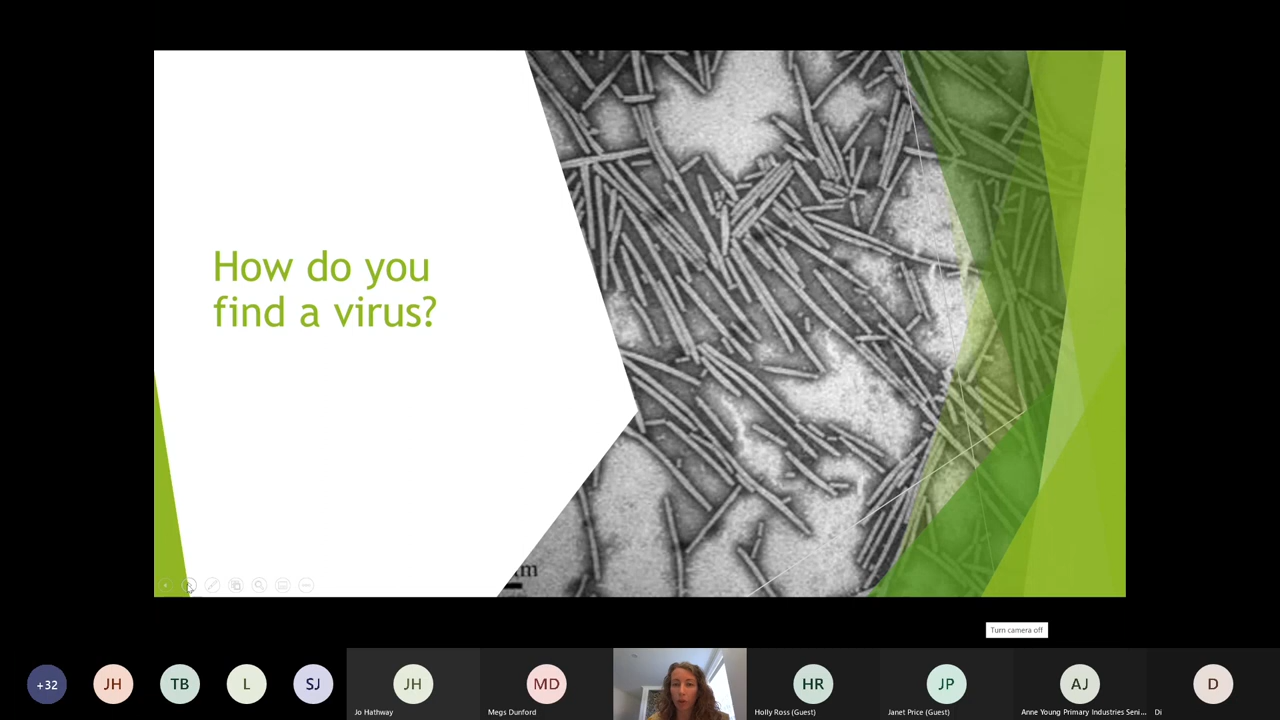 How do you
find a virus?
Turn camera off
+32
JH
TB
L
SJ
JH
MD
HR
JP
AJ
D
Jo Hathway
Megs Dunford
Holly Ross (Guest)
Janet Price (Guest)
Anne Young Primary Industries Seni...
Di